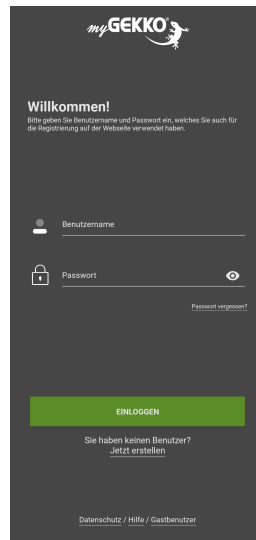 myGEKKO
Willkommen!
Bitte geben Sie Benutzername und Passwort ein, welches Sie auch für
die Registrierung auf der Webseite verwendet haben.
Benutzername
Passwort
Passwort vergessen?
EINLOGGEN
Sie haben keinen Benutzer?
Jetzt erstellen
Datenschutz / Hilfe / Gastbenutzer